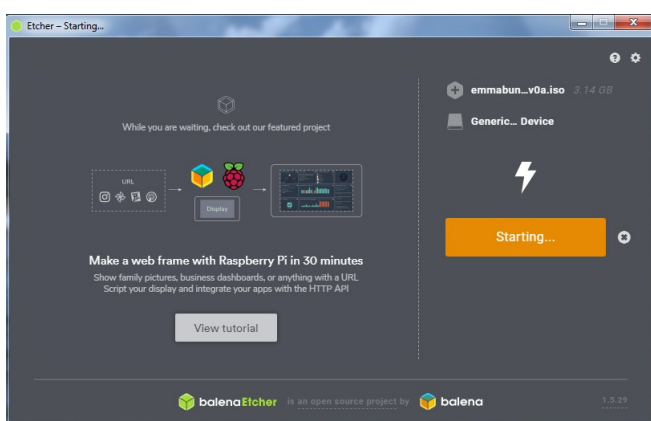 Etcher – Starting...
While you are waiting, check out our featured project
URL
Display
Make a web frame with Raspberry Pi in 30 minutes
Show family pictures, business dashboards, or anything with a URL
Script your display and integrate your apps with the HTTP API
View tutorial
emmabun...v0a.iso 3.14 GB
Generic... Device
Starting...
balenaEtcher is an open source project by balena
1.5.29